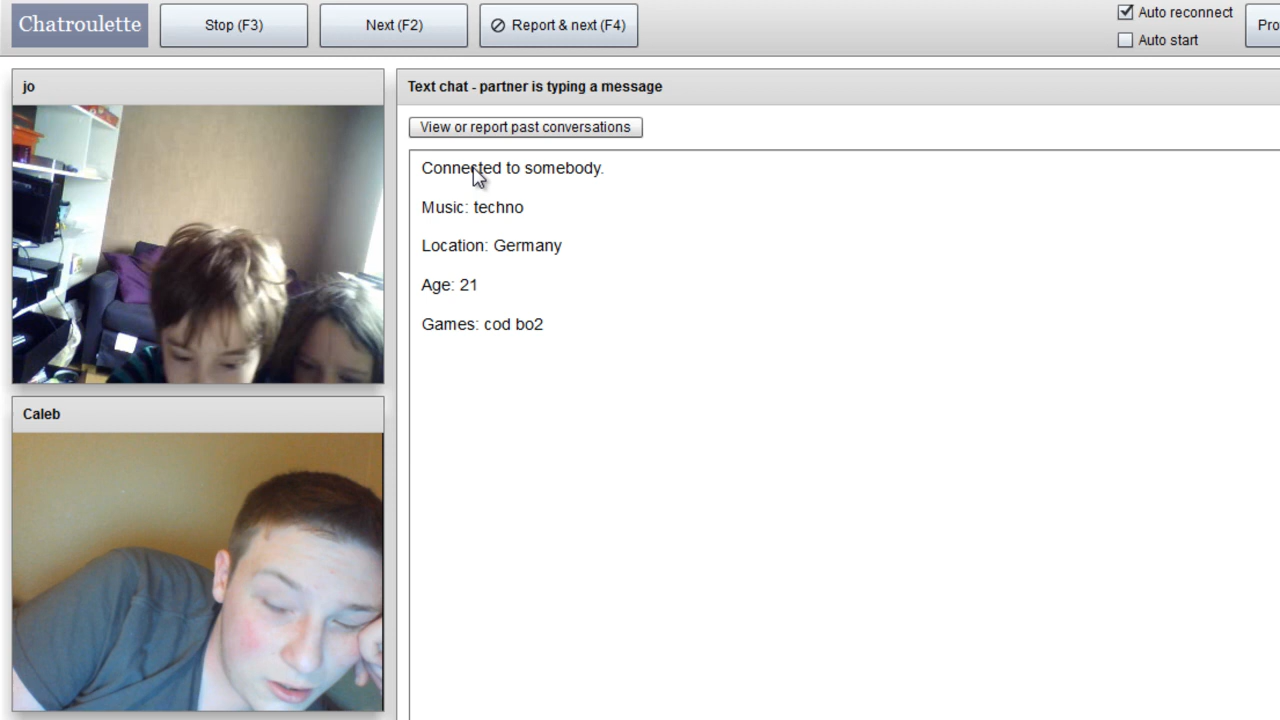 Chatroulette
Stop (F3)
Next (F2)
Report & next (F4)
Auto reconnect
Auto start
Pro
jo
Text chat - partner is typing a message
View or report past conversations
Connected to somebody.
Music: techno
Location: Germany
Age: 21
Games: cod bo2
Caleb